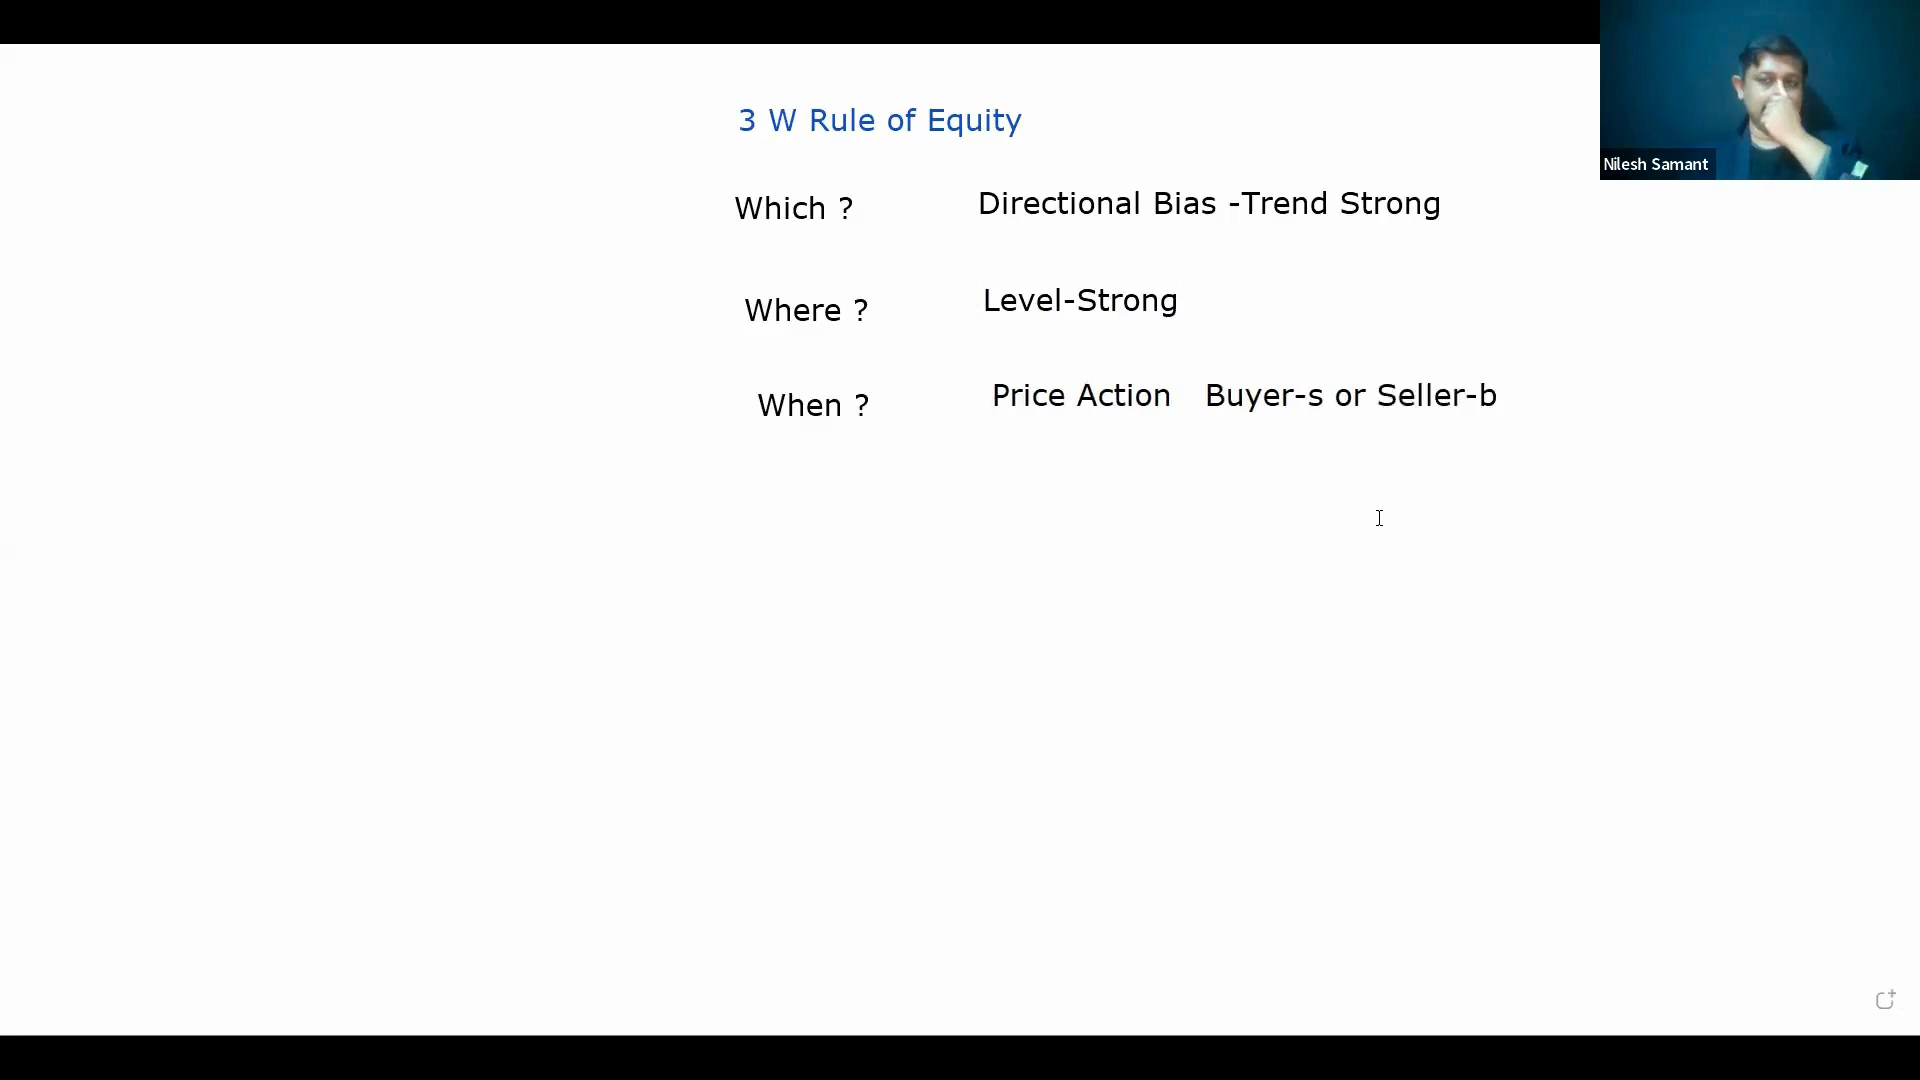 3 W Rule of Equity
Nilesh Samant
Which ? Directional Bias -Trend Strong
Where ? Level-Strong
When ? Price Action Buyer-s or Seller-b